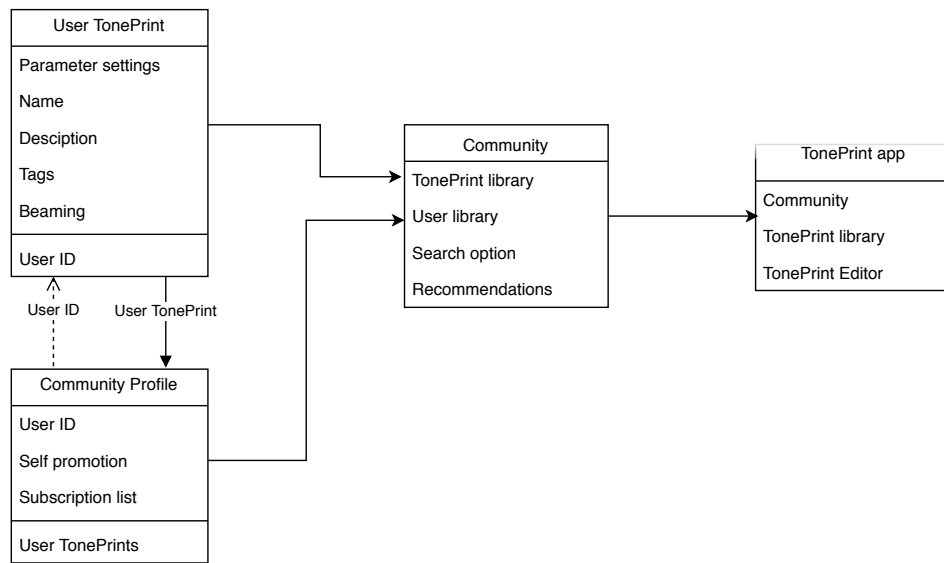 User TonePrint
Parameter settings
Name
Desciption
Tags
Beaming
User ID
User ID
User TonePrint
Community Profile
User ID
Self promotion
Subscription list
User TonePrints
Community
TonePrint library
User library
Search option
Recommendations
TonePrint app
Community
TonePrint library
TonePrint Editor